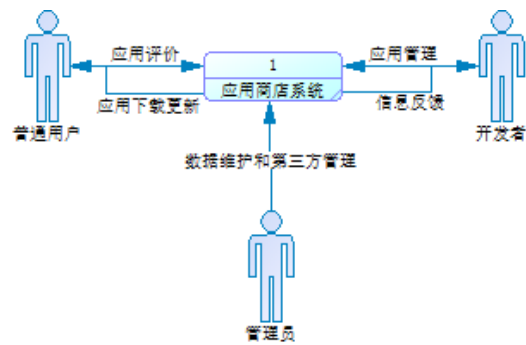 应用评价
1
应用管理
应用商店系统
应用下载更新
信息反馈
普通用户
开发者
数据维护和第三方管理
管理员